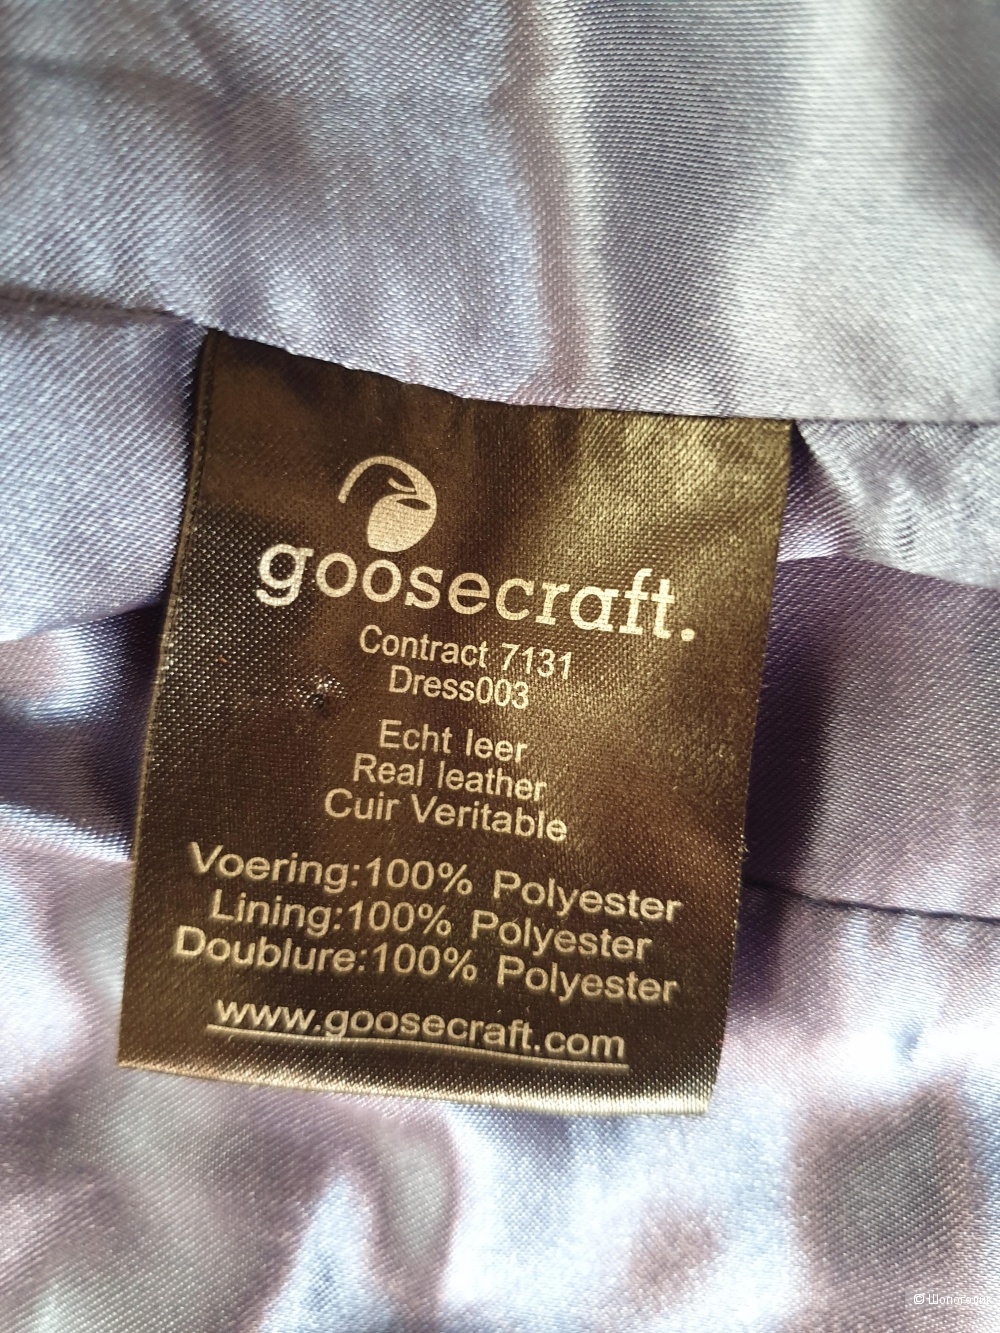 goosecraft.
Contract 7131
Dress003
Echt leer
Real leather
Cuir Veritable
Voering:100% Polyester
Lining:100% Polyester
Doublure:100% Polyester
www.goosecraft.com
© Шопоголик